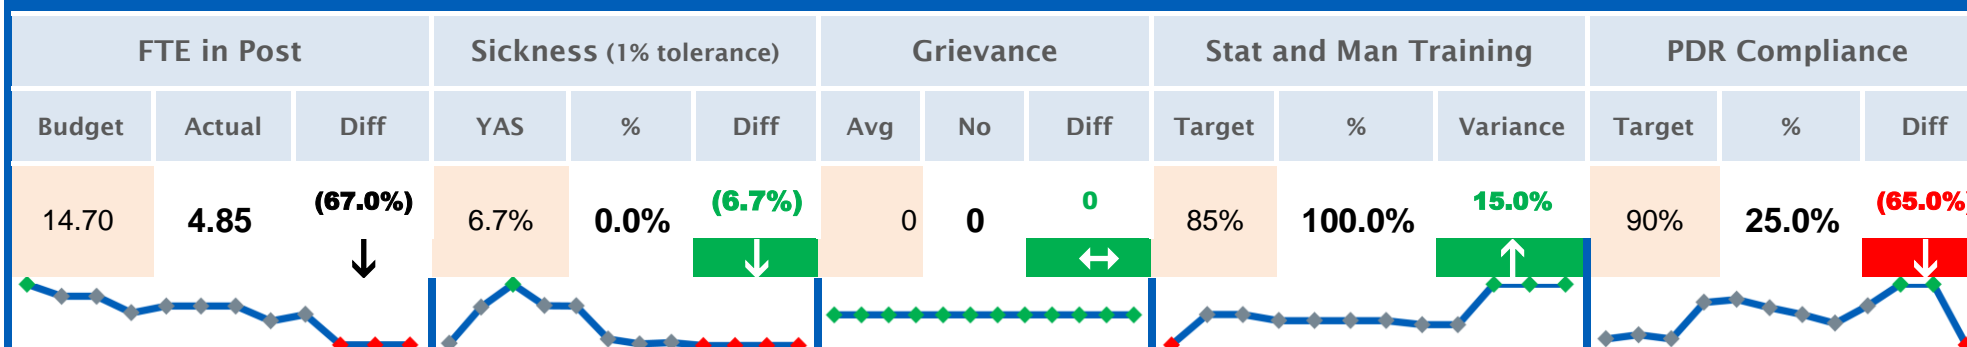 FTE in Post Sickness (1% tolerance) Grievance Stat and Man Training PDR Compliance
Budget Actual Diff YAS % Diff Avg No Diff Target % Variance Target % Diff
14.70 4.85 (67.0%) 6.7% 0.0% (6.7%) 0 0 0 85% 100.0% 15.0% 90% 25.0% (65.0%)